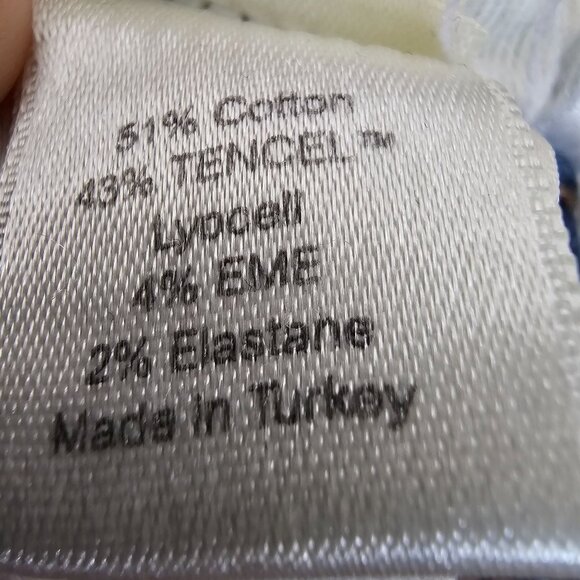 51% Cotton
43% TENCEL™
Lyocell
4% EME
2% Elastane
Made in Turkey